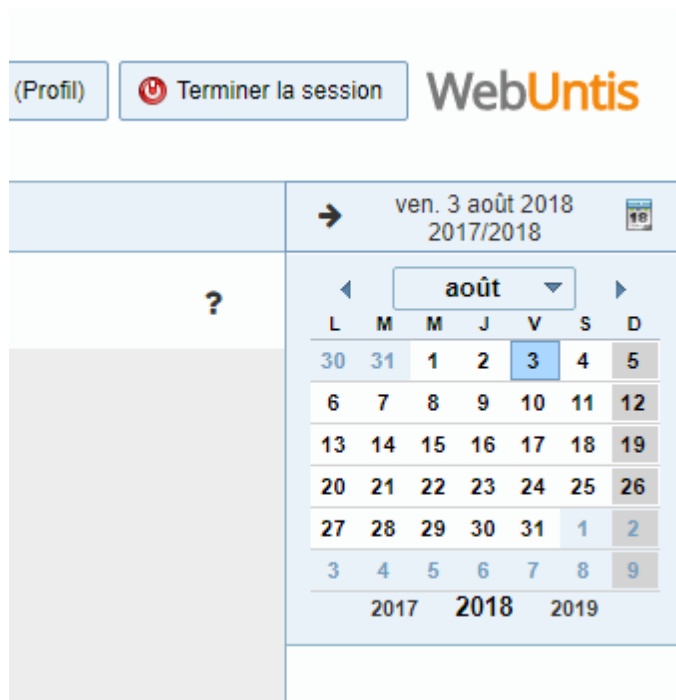 (Profil) Terminer la session WebUntis
ven. 3 août 2018
2017/2018
18
?
août
L M M J V S D
30 31 1 2 3 4 5
6 7 8 9 10 11 12
13 14 15 16 17 18 19
20 21 22 23 24 25 26
27 28 29 30 31 1 2
3 4 5 6 7 8 9
2017 2018 2019